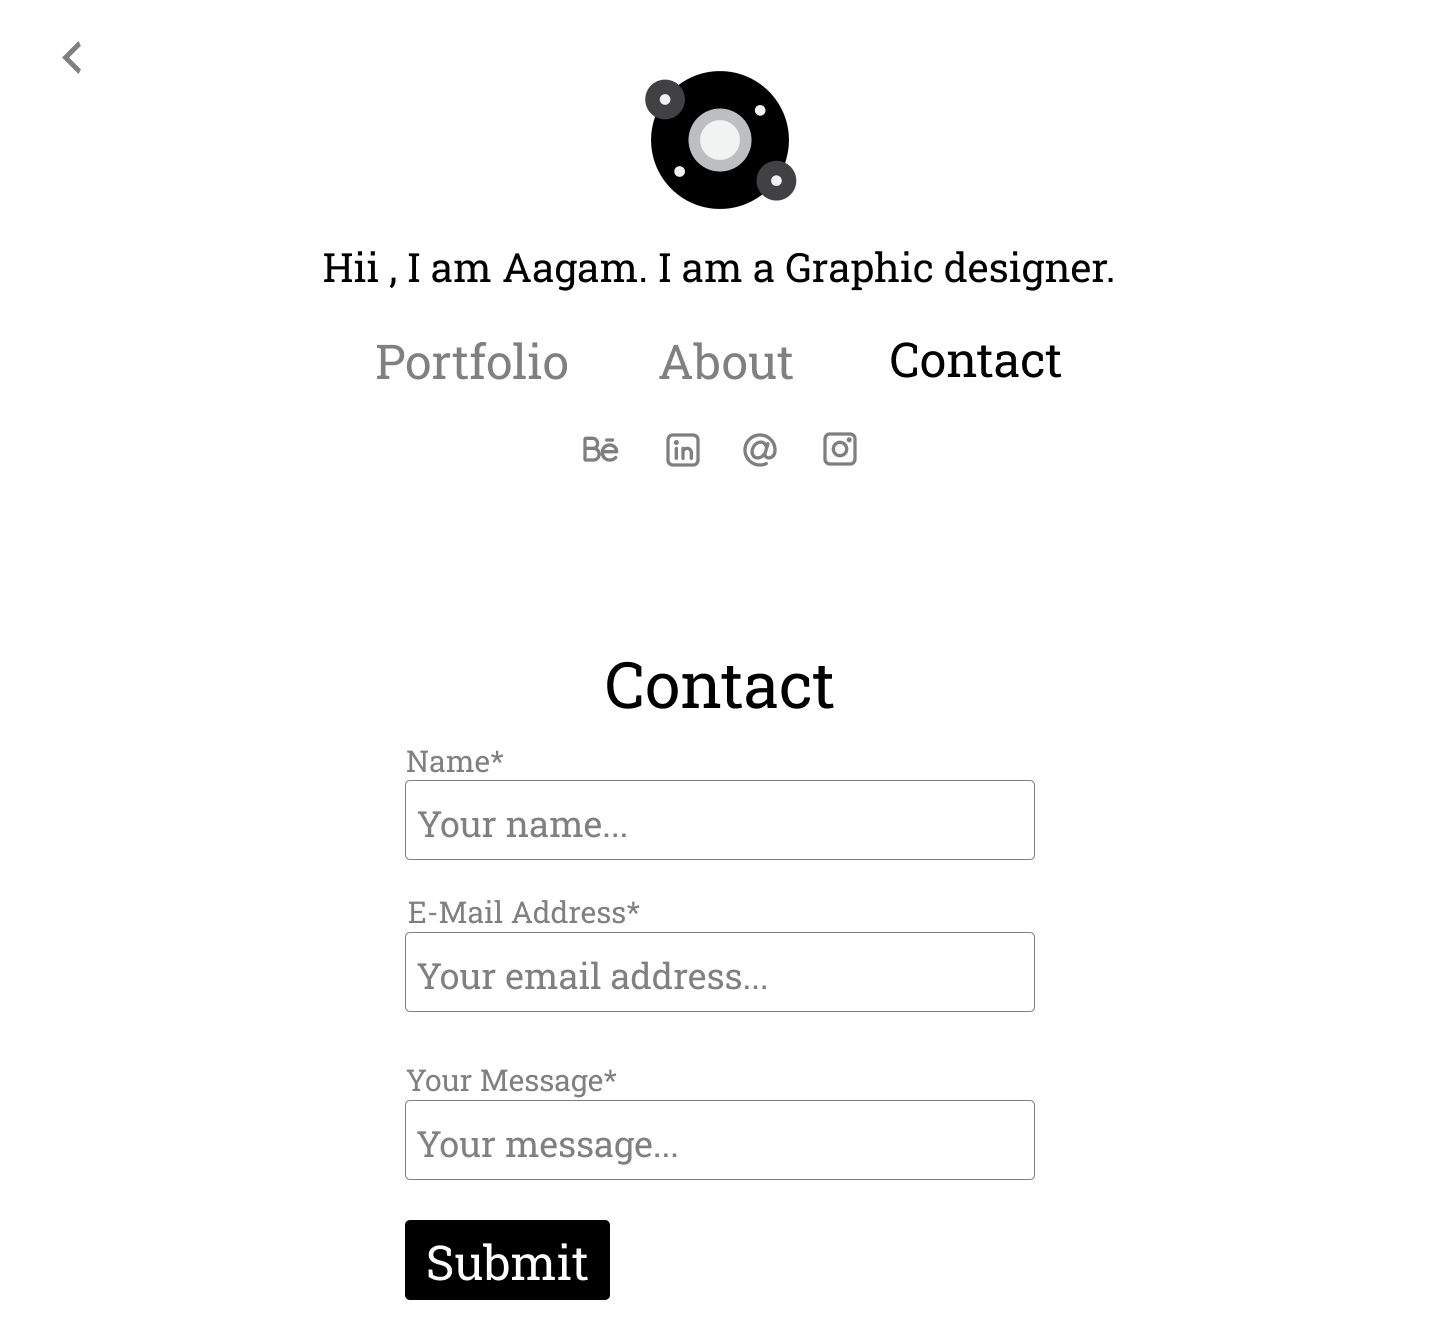 Hii , I am Aagam. I am a Graphic designer.
Portfolio About Contact
Bē in @
Contact
Name*
Your name...
E-Mail Address*
Your email address...
Your Message*
Your message...
Submit